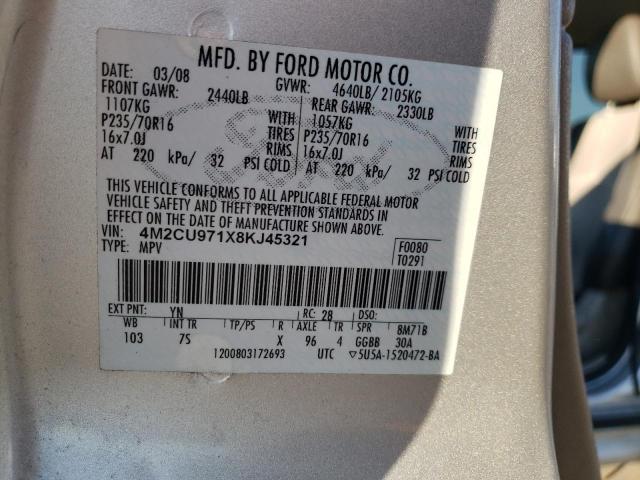 MFD. BY FORD MOTOR CO.
DATE: 03/08 GVWR: 4640LB/ 2105KG
FRONT GAWR: 2440LB REAR GAWR: 2330LB
1107KG WITH 1057KG WITH
P235/70R16 TIRES P235/70R16 TIRES
16x7.0J RIMS 16x7.0J RIMS
AT 220 kPa/ 32 PSI COLD AT 220 kPa/ 32 PSI COLD
THIS VEHICLE CONFORMS TO ALL APPLICABLE FEDERAL MOTOR
VEHICLE SAFETY AND THEFT PREVENTION STANDARDS IN
EFFECT ON THE DATE OF MANUFACTURE SHOWN ABOVE.
VIN: 4M2CU971X8KJ45321
TYPE: MPV F0080
T0291
EXT PNT: YN RC: 28 DSO:
WB INT TR TP/PS R AXLE TR SPR 8M71B
103 7S X 96 4 GGBB 30A
1200803172693 UTC ▽5U5A-1520472-BA
Ford